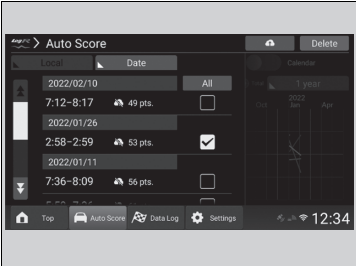 Log R Auto Score
Delete
Local
Date
Calendar
2022/02/10
All
1 year
7:12-8:17 49 pts.
2022
Oct Jan Apr
2022/01/26
2:58-2:59 53 pts.
2022/01/11
7:36-8:09 56 pts.
Top Auto Score Data Log Settings 12:34